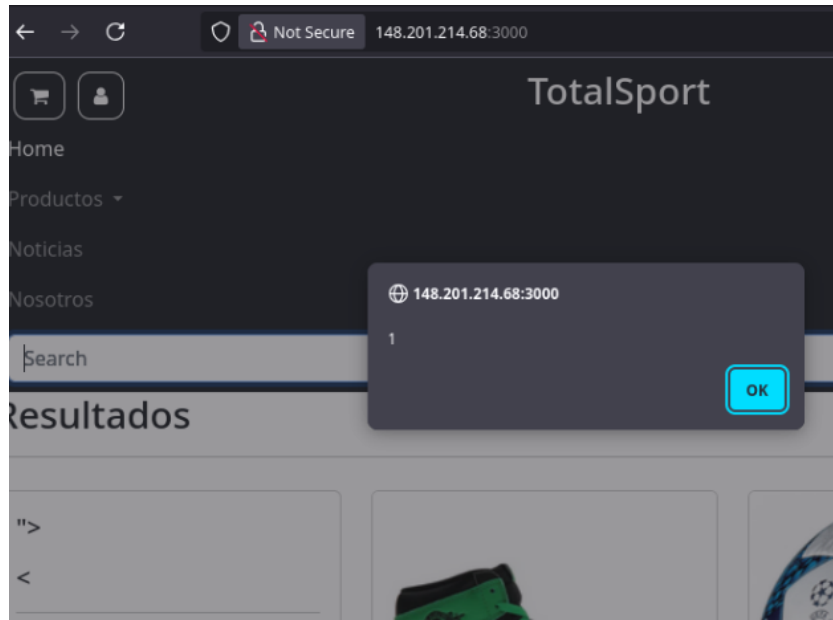 Not Secure 148.201.214.68:3000
TotalSport
Home
Productos
Noticias
Nosotros
148.201.214.68:3000
1
OK
Search
Resultados
">
<